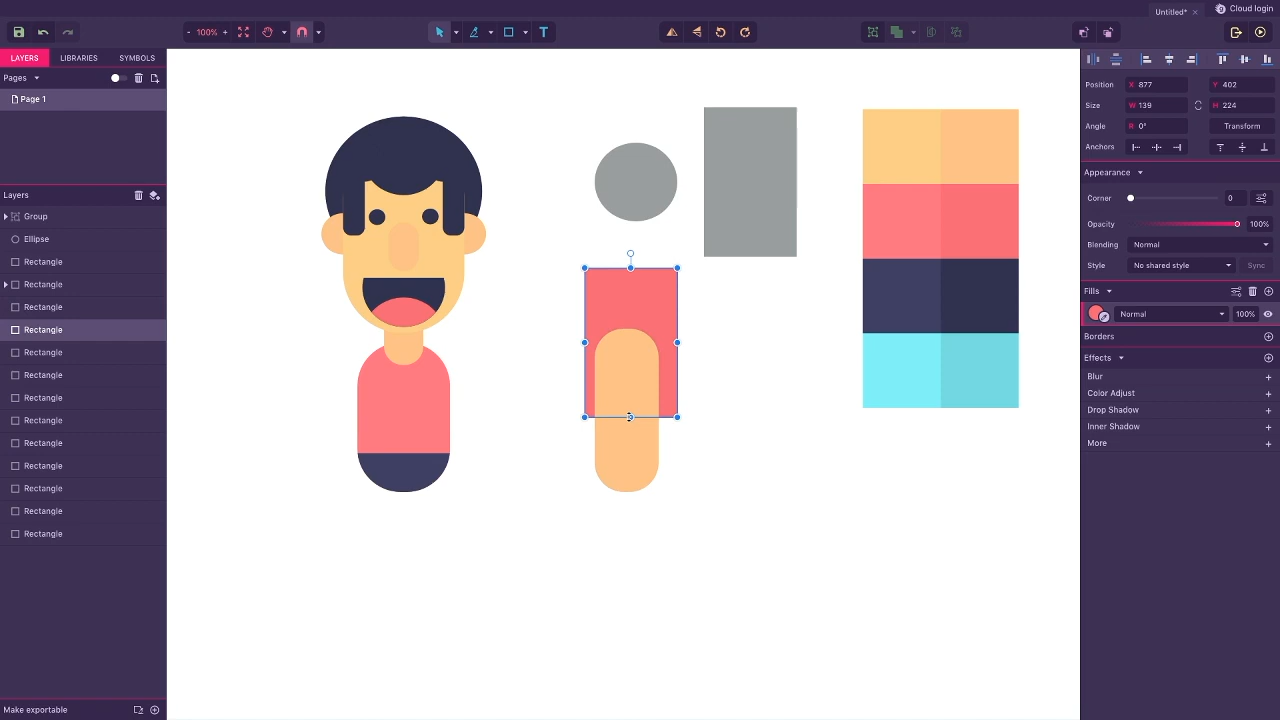 Untitled* ×
Cloud login
- 100% +
T
LAYERS LIBRARIES SYMBOLS
Pages
Page 1
Layers
Group
Ellipse
Rectangle
Rectangle
Rectangle
Rectangle
Rectangle
Rectangle
Rectangle
Rectangle
Rectangle
Rectangle
Rectangle
Rectangle
Rectangle
Make exportable
Position X 877 Y 402
Size W 139 H 224
Angle R 0° Transform
Anchors
Appearance
Corner 0
Opacity 100%
Blending Normal
Style No shared style Sync
Fills
Normal 100%
Borders
Effects
Blur +
Color Adjust +
Drop Shadow +
Inner Shadow +
More +